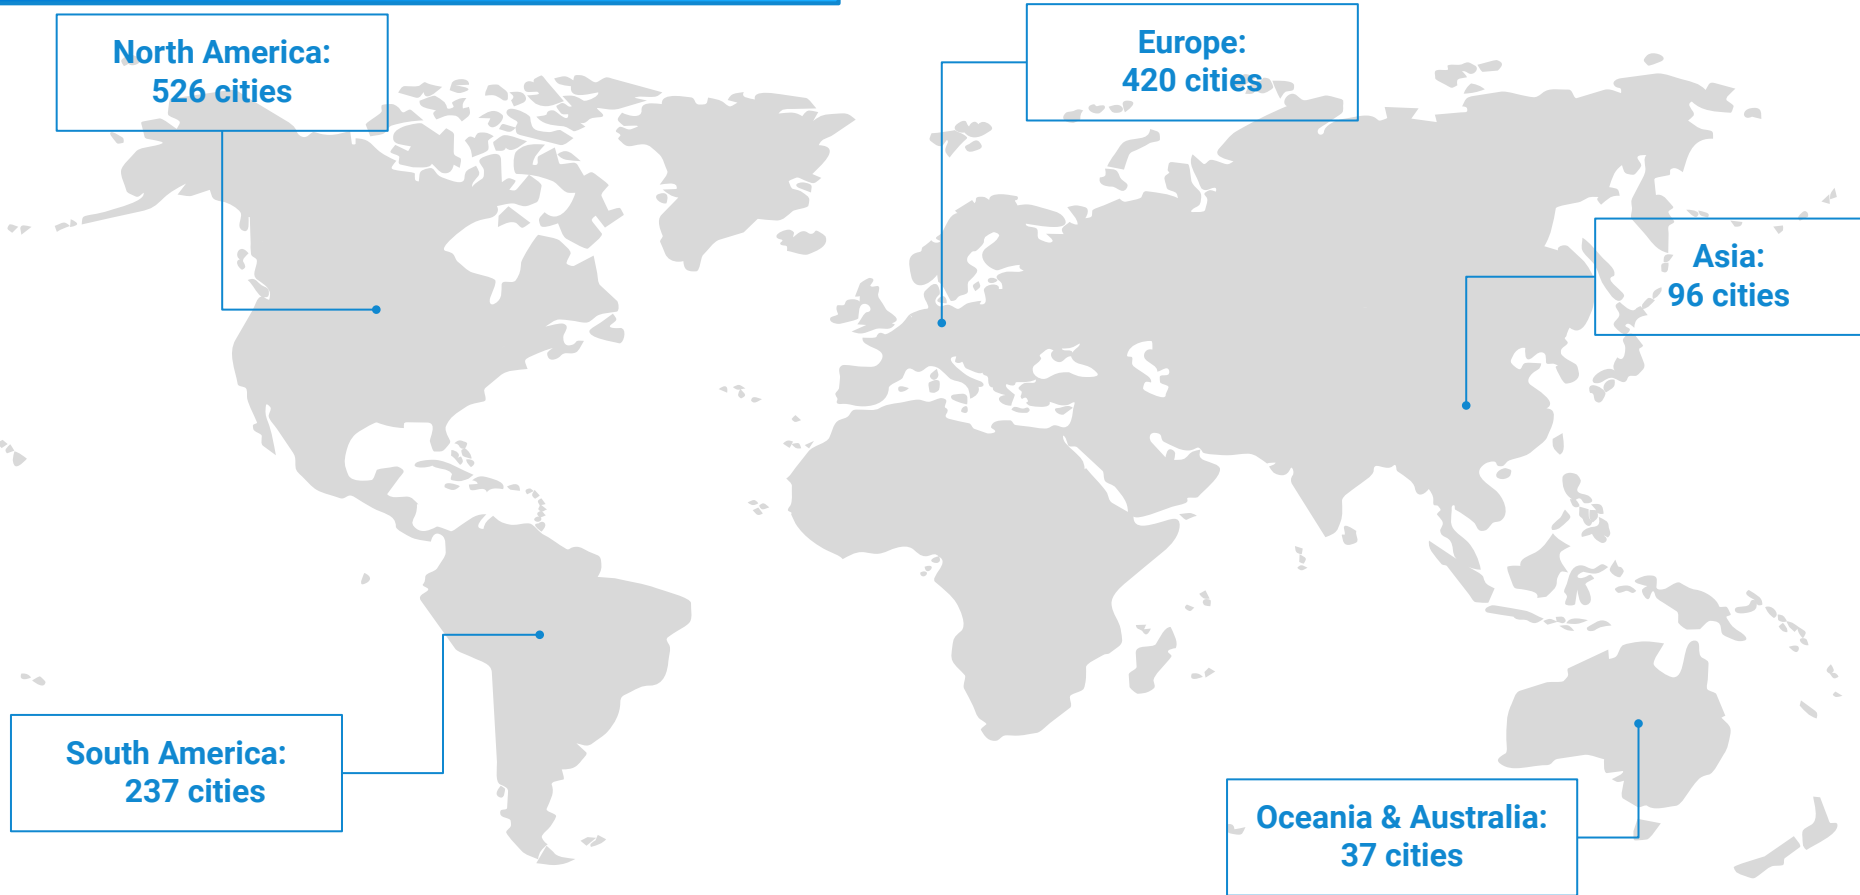 North America:
526 cities
Europe:
420 cities
Asia:
96 cities
South America:
237 cities
Oceania & Australia:
37 cities